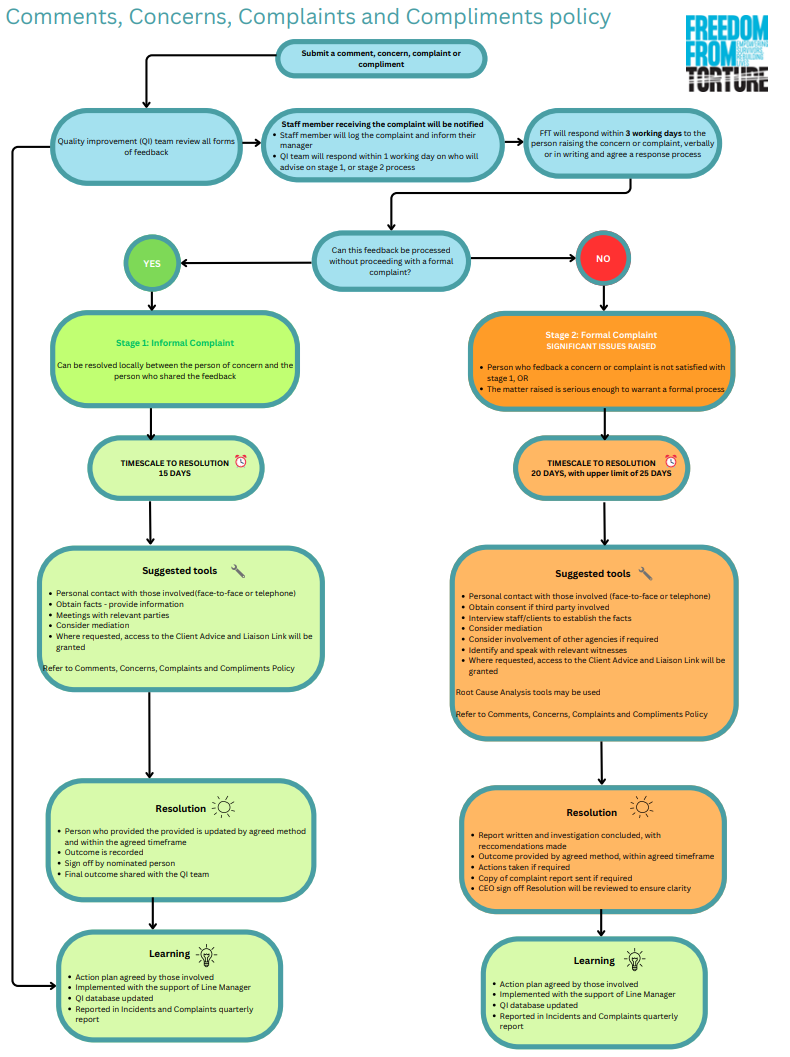 Comments, Concerns, Complaints and Compliments policy
FREEDOM
FROM
EMPOWERING
SURVIVORS
REBUILDING
LIVES
TORTURE
Submit a comment, concern, complaint or
compliment
Quality improvement (QI) team review all forms
of feedback
Staff member receiving the complaint will be notified
• Staff member will log the complaint and inform their
manager
• QI team will respond within 1 working day on who will
advise on stage 1, or stage 2 process
FfT will respond within 3 working days to the
person raising the concern or complaint, verbally
or in writing and agree a response process
Can this feedback be processed
without proceeding with a formal
complaint?
YES
NO
Stage 1: Informal Complaint
Can be resolved locally between the person of concern and the
person who shared the feedback
Stage 2: Formal Complaint
SIGNIFICANT ISSUES RAISED
• Person who fedback a concern or complaint is not satisfied with
stage 1, OR
• The matter raised is serious enough to warrant a formal process
TIMESCALE TO RESOLUTION
15 DAYS
TIMESCALE TO RESOLUTION
20 DAYS, with upper limit of 25 DAYS
Suggested tools
• Personal contact with those involved(face-to-face or telephone)
• Obtain facts - provide information
• Meetings with relevant parties
• Consider mediation
• Where requested, access to the Client Advice and Liaison Link will be
granted
Refer to Comments, Concerns, Complaints and Compliments Policy
Suggested tools
• Personal contact with those involved (face-to-face or telephone)
• Obtain consent if third party involved
• Interview staff/clients to establish the facts
• Consider mediation
• Consider involvement of other agencies if required
• Identify and speak with relevant witnesses
• Where requested, access to the Client Advice and Liaison Link will be
granted
Root Cause Analysis tools may be used
Refer to Comments, Concerns, Complaints and Compliments Policy
Resolution
• Person who provided the provided is updated by agreed method
and within the agreed timeframe
• Outcome is recorded
• Sign off by nominated person
• Final outcome shared with the QI team
Resolution
• Report written and investigation concluded, with
reccomendations made
• Outcome provided by agreed method, within agreed timeframe
• Actions taken if required
• Copy of complaint report sent if required
• CEO sign off Resolution will be reviewed to ensure clarity
Learning
• Action plan agreed by those involved
• Implemented with the support of Line Manager
• QI database updated
• Reported in Incidents and Complaints quarterly
report
Learning
• Action plan agreed by those involved
• Implemented with the support of Line Manager
• QI database updated
• Reported in Incidents and Complaints quarterly
report